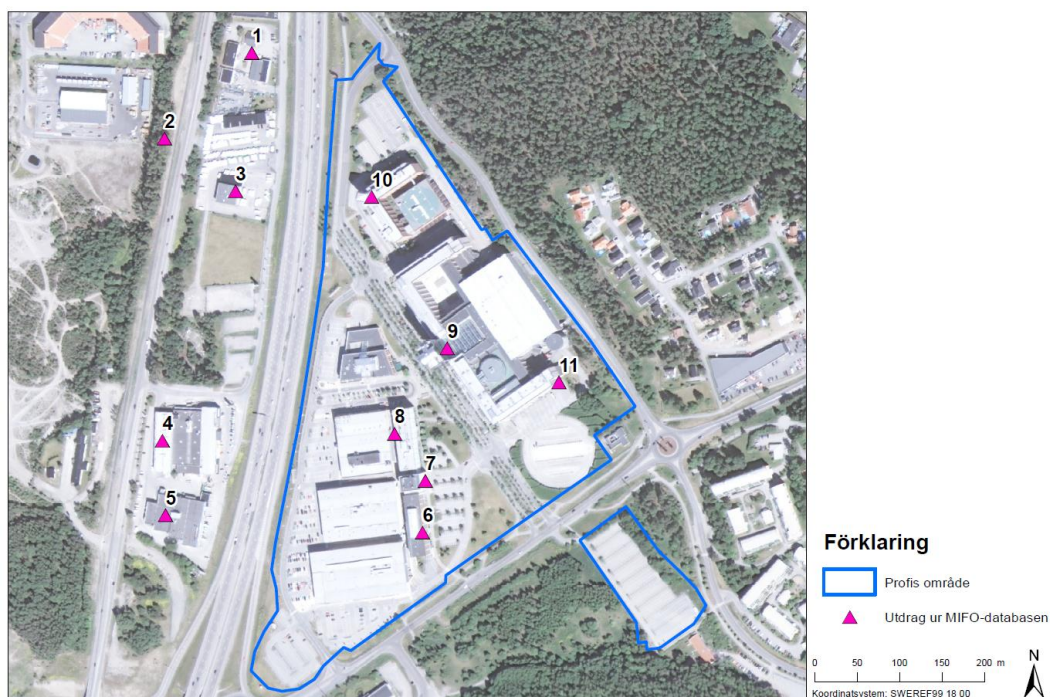 1
2
3
10
9
11
4
8
7
5
6
Förklaring
Profis område
Utdrag ur MIFO-databasen
0 50 100 150 200 m
Koordinatsystem: SWEREF99 18 00
N